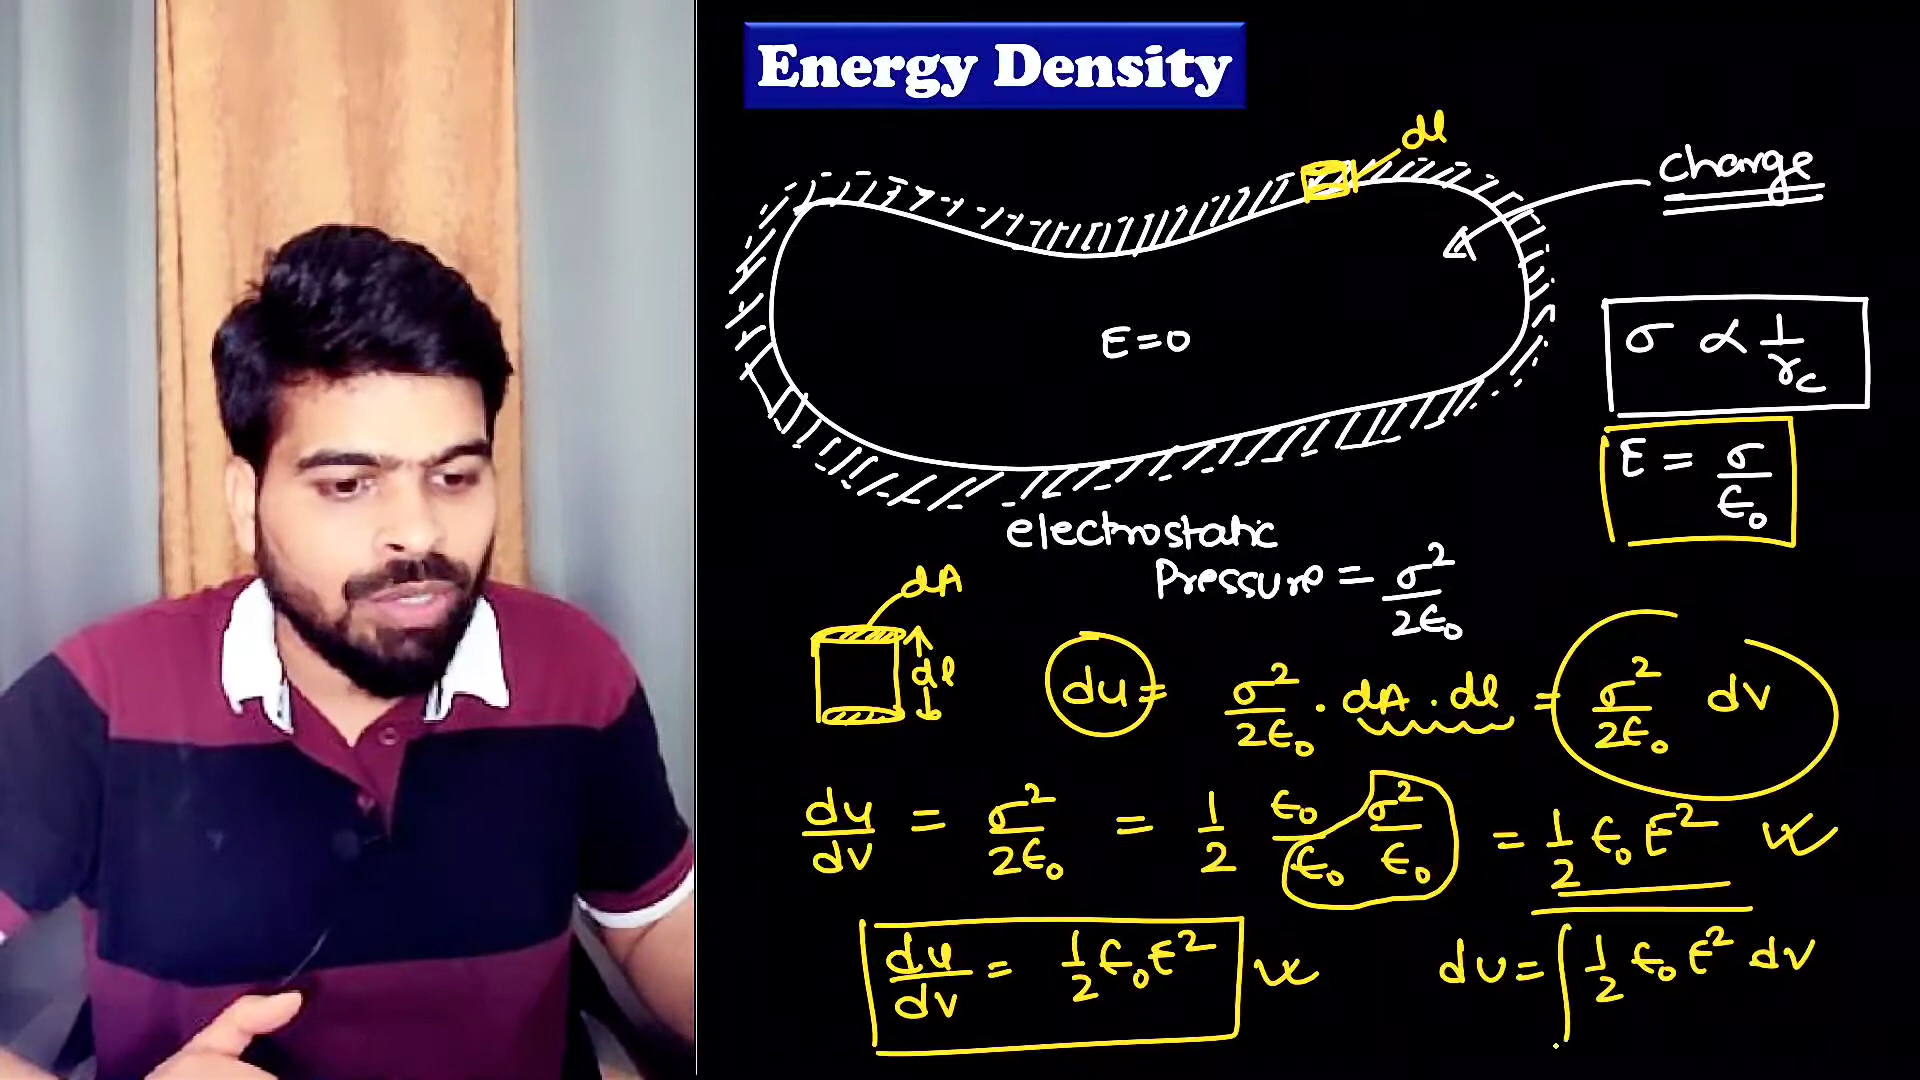 Energy Density
dl
charge
E=0
σ ∝ 1/r_c
E = σ/ϵ₀
electrostatic
Pressure = σ²/2ϵ₀
dA
dl
du = σ²/2ϵ₀ . dA . dl = σ²/2ϵ₀ dv
du/dv = σ²/2ϵ₀ = 1/2 ϵ₀/ϵ₀ σ²/ϵ₀ = 1/2 ϵ₀E²
du/dv = 1/2 ϵ₀E²
dU = ∫ 1/2 ϵ₀ E² dv